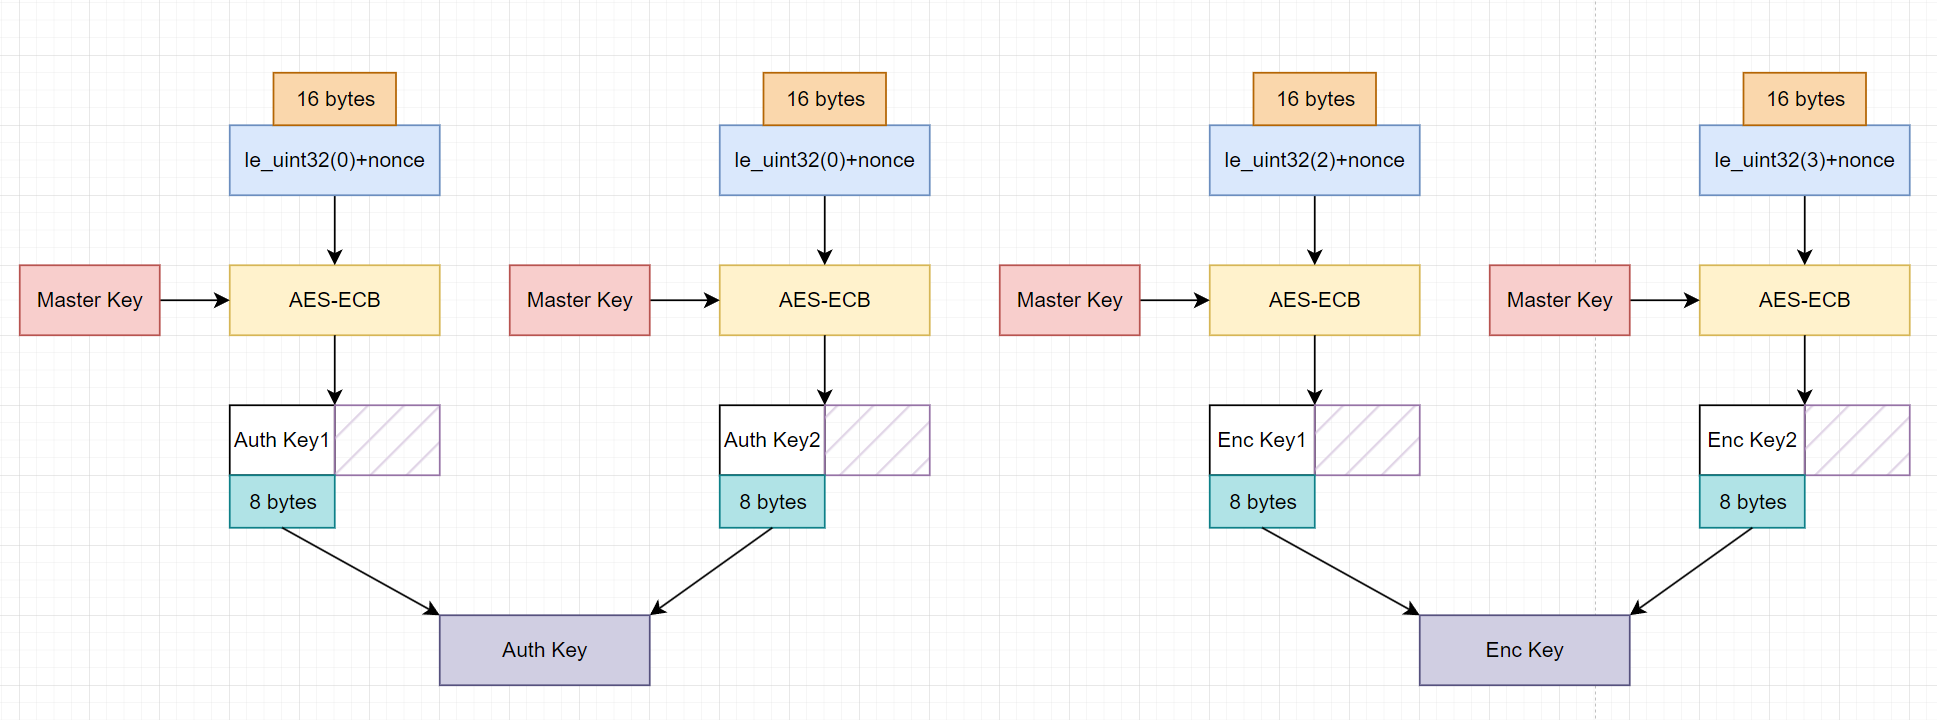 16 bytes
16 bytes
16 bytes
16 bytes
le_uint32(0)+nonce
le_uint32(0)+nonce
le_uint32(2)+nonce
le_uint32(3)+nonce
Master Key
AES-ECB
Master Key
AES-ECB
Master Key
AES-ECB
Master Key
AES-ECB
Auth Key1
Auth Key2
Enc Key1
Enc Key2
8 bytes
8 bytes
8 bytes
8 bytes
Auth Key
Enc Key